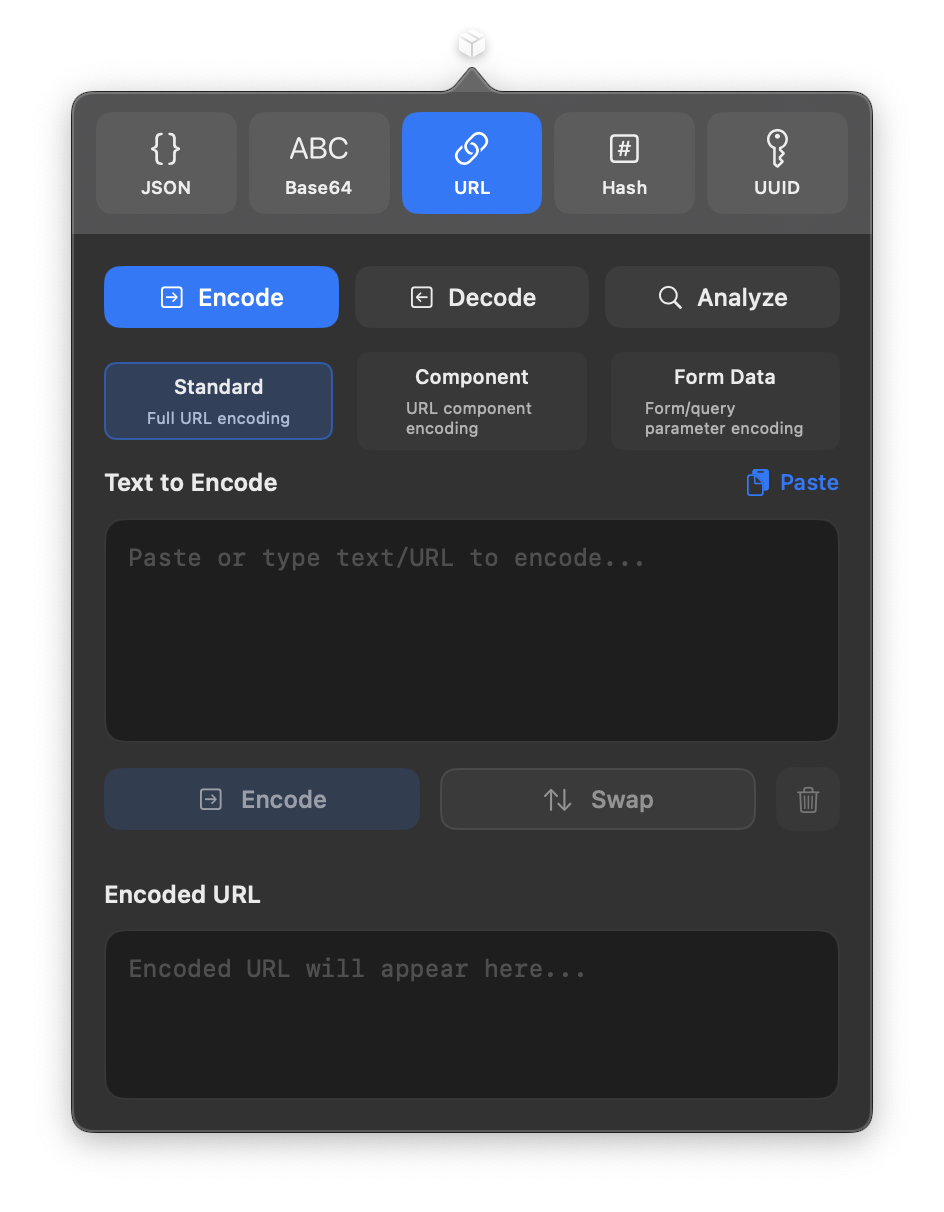 JSON
ABC
Base64
URL
#
Hash
UUID
Encode
Decode
Analyze
Standard
Full URL encoding
Component
URL component
encoding
Form Data
Form/query
parameter encoding
Text to Encode
Paste
Paste or type text/URL to encode...
Encode
Swap
Encoded URL
Encoded URL will appear here...